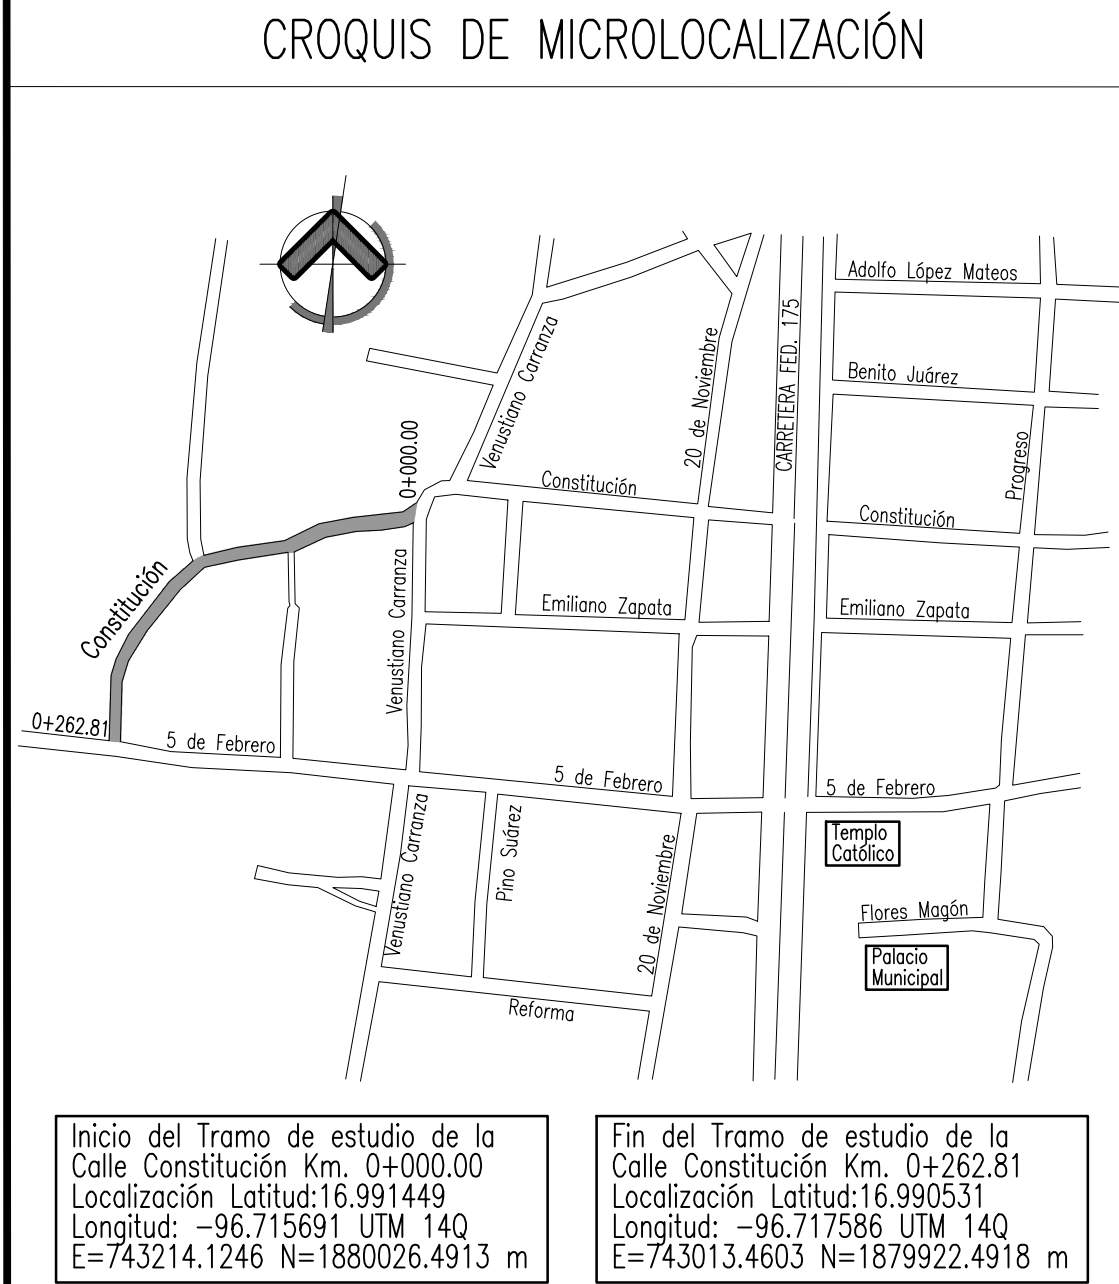 CROQUIS DE MICROLOCALIZACIÓN
Adolfo López Mateos
CARRETERA FED. 175
Venustiano Carranza
20 de Noviembre
Benito Juárez
Progreso
0+000.00
Constitución
Constitución
Constitución
Venustiano Carranza
Emiliano Zapata
Emiliano Zapata
0+262.81
5 de Febrero
5 de Febrero
5 de Febrero
Venustiano Carranza
Pino Suárez
20 de Noviembre
Templo
Católico
Flores Magón
Palacio
Municipal
Reforma
Inicio del Tramo de estudio de la
Calle Constitución Km. 0+000.00
Localización Latitud:16.991449
Longitud: -96.715691 UTM 14Q
E=743214.1246 N=1880026.4913 m
Fin del Tramo de estudio de la
Calle Constitución Km. 0+262.81
Localización Latitud:16.990531
Longitud: -96.717586 UTM 14Q
E=743013.4603 N=1879922.4918 m